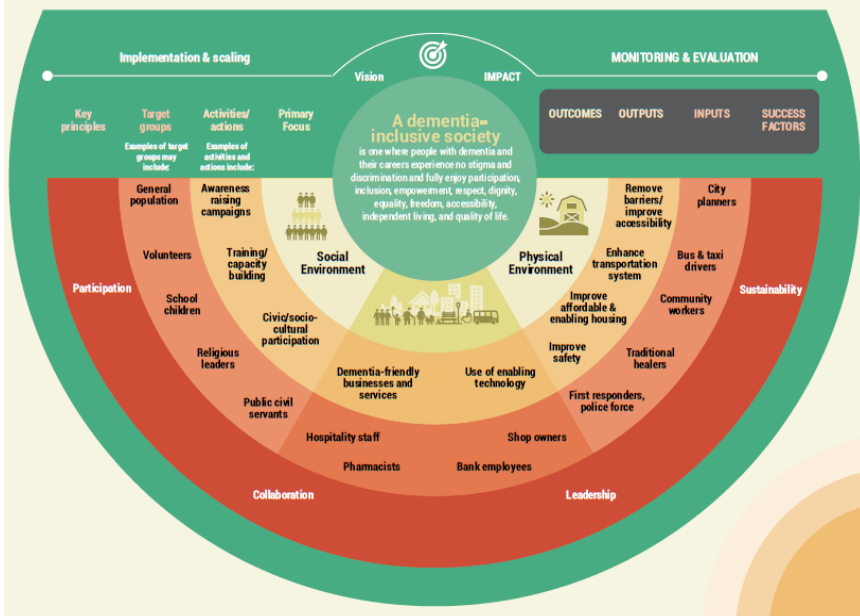 Implementation & scaling
Vision
IMPACT
MONITORING & EVALUATION
Key
principles
Target
groups
Examples of target
groups may
include:
Activities/
actions
Examples of
activities and
actions include:
Primary
Focus
A dementia-
inclusive society
is one where people with dementia and
their careers experience no stigma and
discrimination and fully enjoy participation,
inclusion, empowerment, respect, dignity,
equality, freedom, accessibility,
independent living, and quality of life.
OUTCOMES
OUTPUTS
INPUTS
SUCCESS
FACTORS
General
population
Volunteers
School
children
Religious
leaders
Public civil
servants
Awareness
raising
campaigns
Training/
capacity
building
Civic/socio-
cultural
participation
Social
Environment
Physical
Environment
Remove
barriers/
improve
accessibility
Enhance
transportation
system
Improve
affordable &
enabling housing
Improve
safety
City
planners
Bus & taxi
drivers
Community
workers
Traditional
healers
First responders,
police force
Dementia-friendly
businesses and
services
Use of enabling
technology
Hospitality staff
Shop owners
Pharmacists
Bank employees
Participation
Collaboration
Leadership
Sustainability